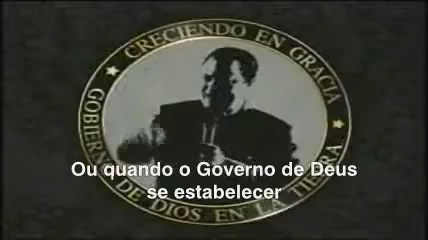 CRECIENDO EN GRACIA
GOBIERNO DE DIOS EN LA TIERRA
Ou quando o Governo de Deus
se estabelecer